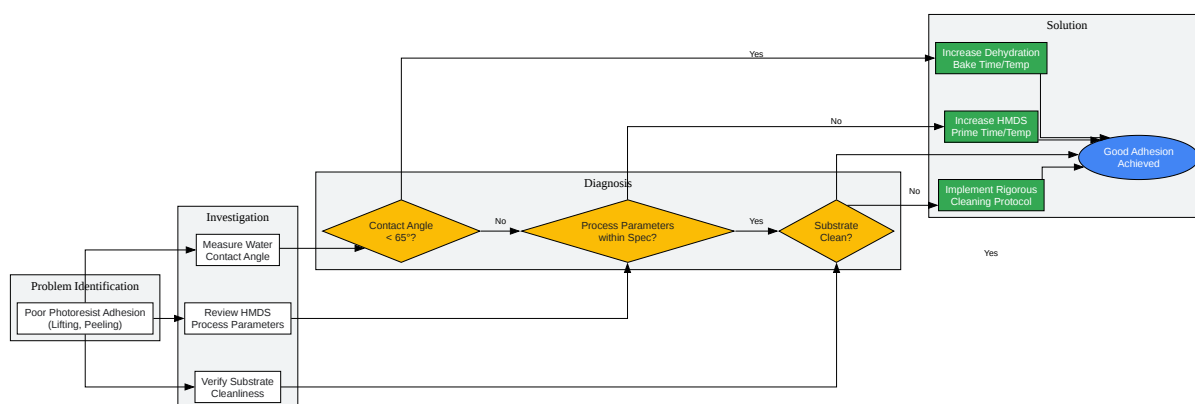 Solution
Increase Dehydration
Bake Time/Temp
Yes
Increase HMDS
Prime Time/Temp
No
Good Adhesion
Achieved
Diagnosis
Implement Rigorous
Cleaning Protocol
No
Investigation
Contact Angle
< 65°?
No
Process Parameters
within Spec?
Yes
Substrate
Clean?
Measure Water
Contact Angle
Yes
Problem Identification
Poor Photoresist Adhesion
(Lifting, Peeling)
Review HMDS
Process Parameters
Verify Substrate
Cleanliness